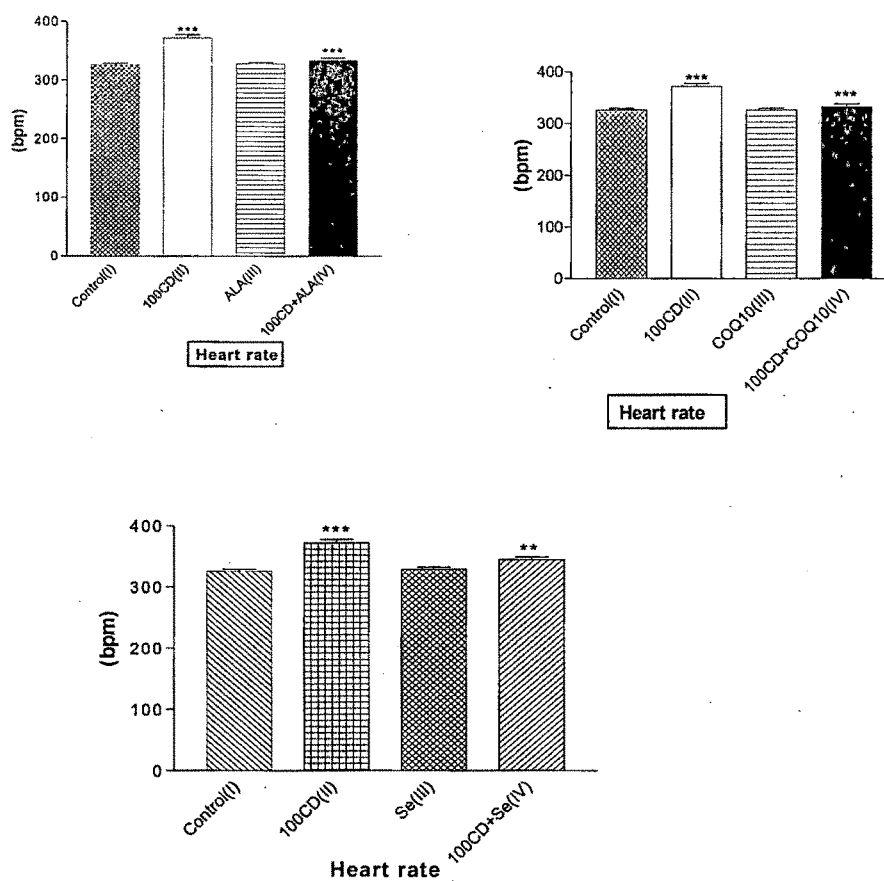 400
300
200
100
0
(bpm)
***
***
Control(I)
100CD(II)
ALA(III)
100CD+ALA(IV)
Heart rate
400
300
200
100
0
(bpm)
***
***
Control(I)
100CD(II)
COQ10(III)
100CD+COQ10(IV)
Heart rate
400
300
200
100
0
(bpm)
***
**
Control(I)
100CD(II)
Se(III)
100CD+Se(IV)
Heart rate